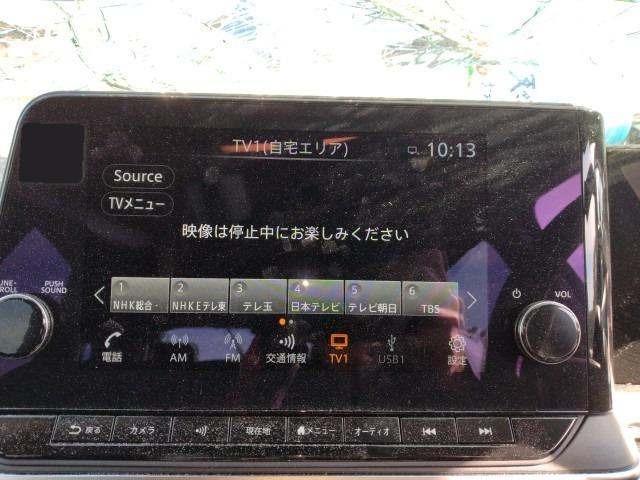 TV1(自宅エリア)
10:13
Source
TVメニュー
映像は停止中にお楽しみください
TUNE-SCROLL
PUSH SOUND
VOL
1 NHK総合・
2 NHKEテレ東
3 テレ玉
4 日本テレビ
5 テレビ朝日
6 TBS
電話
AM
FM
交通情報
TV1
USB1
設定
戻る
カメラ
現在地
メニュー
オーディオ